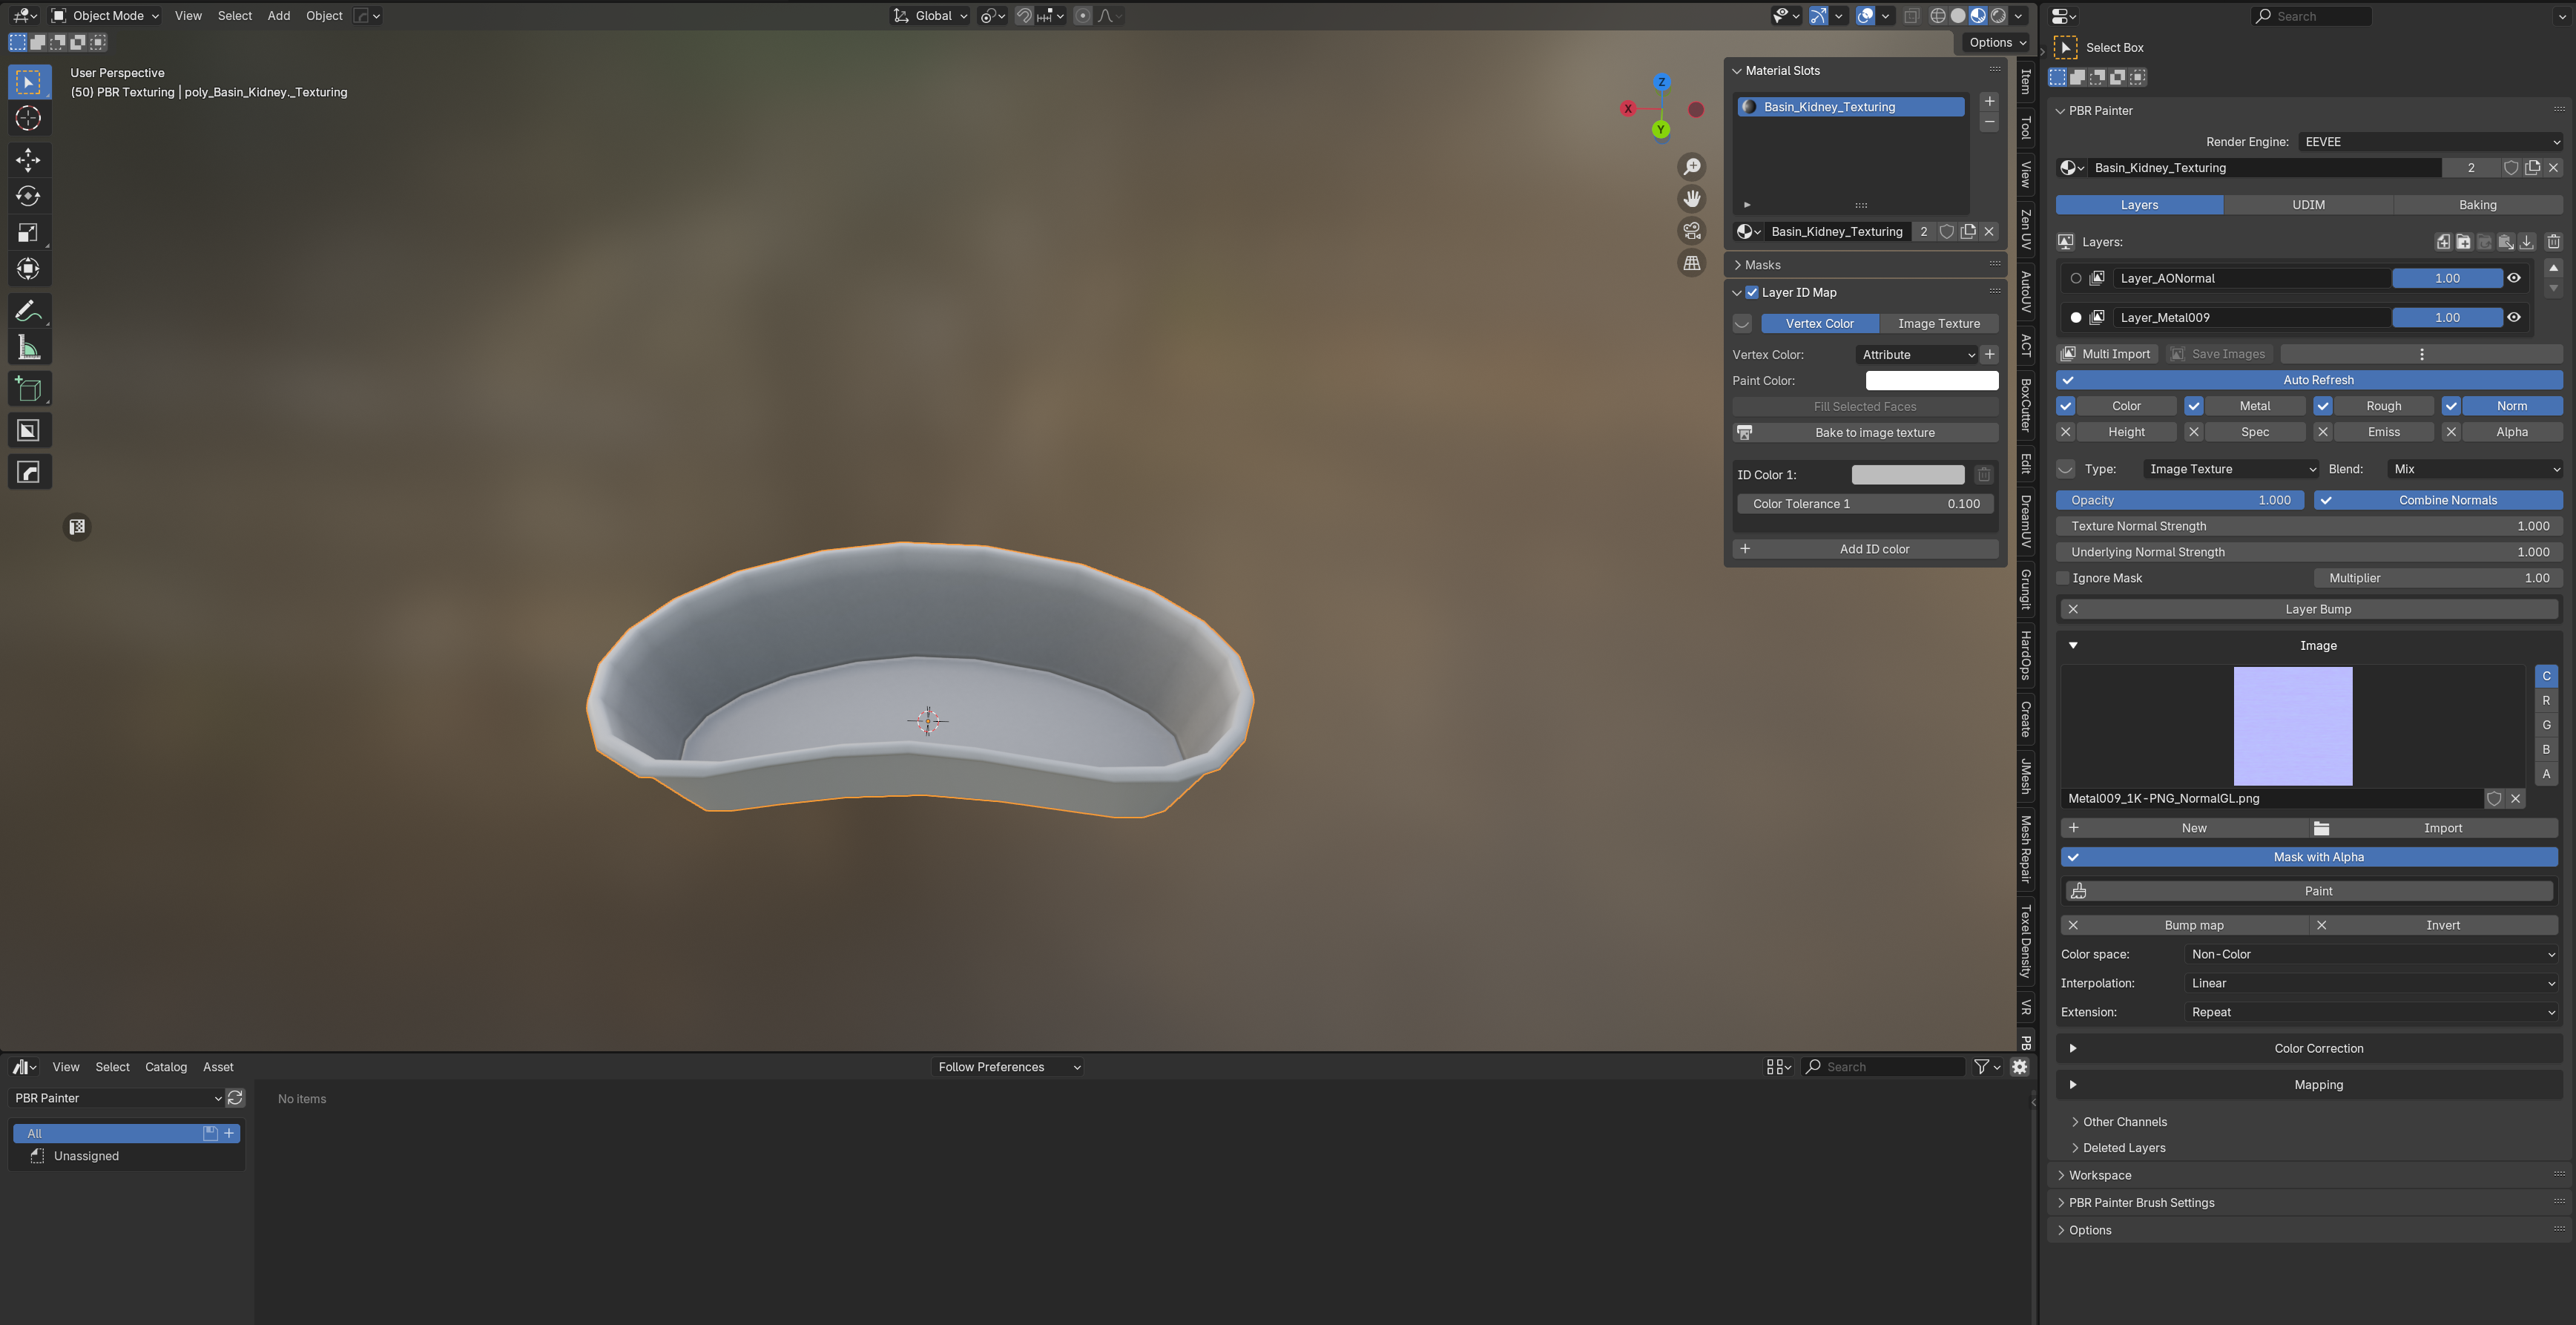 Object Mode
View Select Add Object
Global
Options
User Perspective
(50) PBR Texturing | poly_Basin_Kidney._Texturing
Z
X
Y
Material Slots
Basin_Kidney_Texturing
Basin_Kidney_Texturing 2
Masks
Layer ID Map
Vertex Color Image Texture
Vertex Color: Attribute
Paint Color:
Fill Selected Faces
Bake to image texture
ID Color 1:
Color Tolerance 1 0.100
Add ID color
Item
Tool
View
Zen UV
AutoUV
ACT
BoxCutter
Edit
DreamUV
Grungit
HardOps
Create
JMesh
Mesh Repair
Texel Density
VR
PB
Search
Select Box
PBR Painter
Render Engine: EEVEE
Basin_Kidney_Texturing 2
Layers UDIM Baking
Layers:
Layer_AONormal 1.00
Layer_Metal009 1.00
Multi Import Save Images
Auto Refresh
Color Metal Rough Norm
Height Spec Emiss Alpha
Type: Image Texture Blend: Mix
Opacity 1.000 Combine Normals
Texture Normal Strength 1.000
Underlying Normal Strength 1.000
Ignore Mask Multiplier 1.00
Layer Bump
Image
C
R
G
B
A
Metal009_1K-PNG_NormalGL.png
New Import
Mask with Alpha
Paint
Bump map Invert
Color space: Non-Color
Interpolation: Linear
Extension: Repeat
Color Correction
Mapping
Other Channels
Deleted Layers
Workspace
PBR Painter Brush Settings
Options
View Select Catalog Asset
Follow Preferences
Search
PBR Painter
No items
All
Unassigned